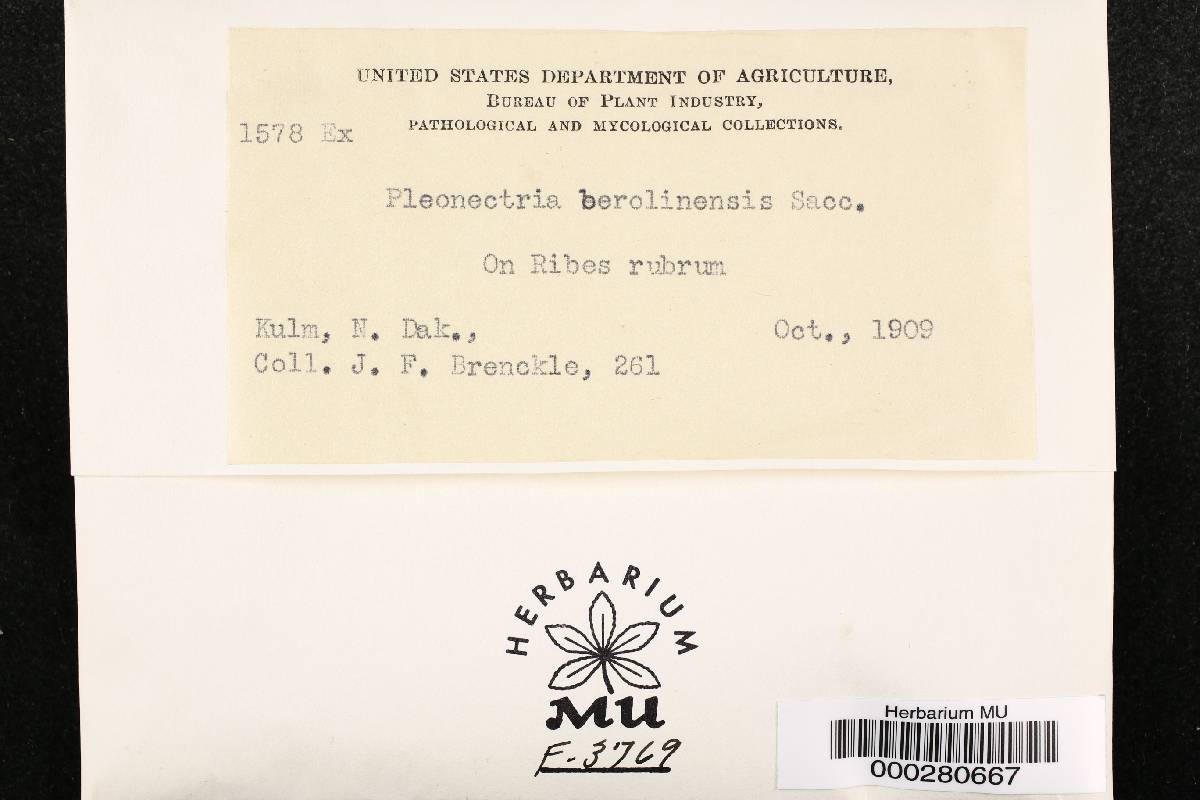 UNITED STATES DEPARTMENT OF AGRICULTURE,
BUREAU OF PLANT INDUSTRY,
PATHOLOGICAL AND MYCOLOGICAL COLLECTIONS.
1578 Ex
Pleonectria berolinensis Sacc.
On Ribes rubrum
Kulm, N. Dak., Oct., 1909
Coll. J. F. Brenckle, 261
HERBARIUM
MU
F-3769
Herbarium MU
000280667